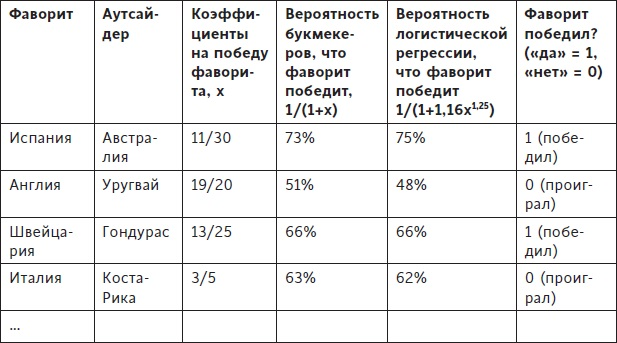 Фаворит
Аутсай-
дер
Коэффи-
циенты
на победу
фавори-
та, x
Вероятность
букмеке-
ров, что
фаворит
победит,
1/(1+x)
Вероятность
логистической
регрессии,
что фаворит
победит
1/(1+1,16x1,25)
Фаворит
победил?
(«да» = 1,
«нет» = 0)
Испания
Австра-
лия
11/30
73%
75%
1 (побе-
дил)
Англия
Уругвай
19/20
51%
48%
0 (проиг-
рал)
Швейца-
рия
Гондурас
13/25
66%
66%
1 (побе-
дил)
Италия
Коста-
Рика
3/5
63%
62%
0 (проиг-
рал)
...